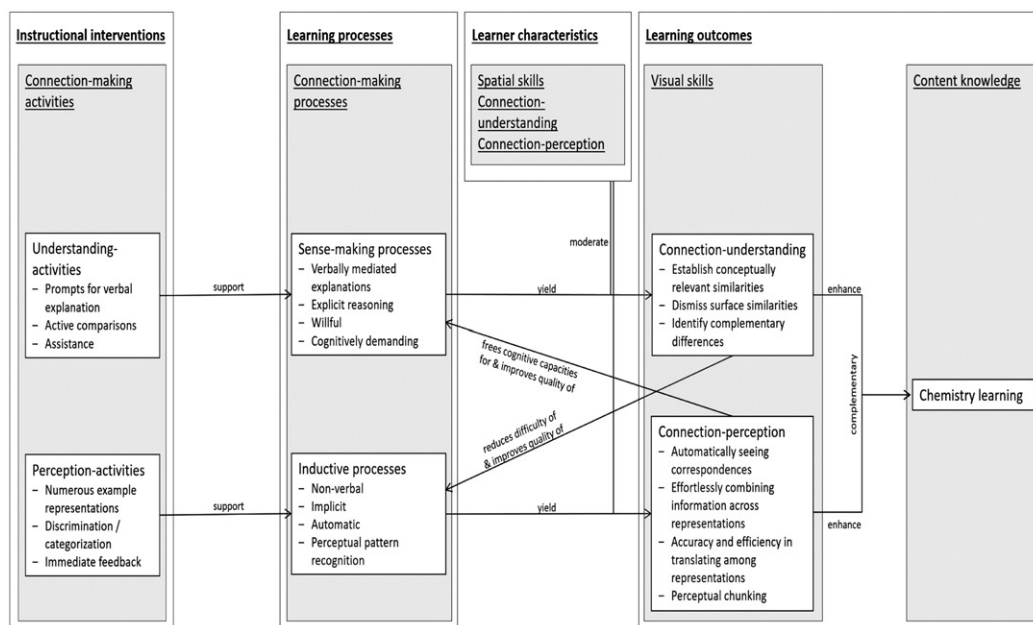 Instructional interventions
Connection-making
activities
Understanding-
activities
– Prompts for verbal
explanation
– Active comparisons
– Assistance
Perception-activities
– Numerous example
representations
– Discrimination /
categorization
– Immediate feedback
support
support
Learning processes
Connection-making
processes
Sense-making processes
– Verbally mediated
explanations
– Explicit reasoning
– Willful
– Cognitively demanding
Inductive processes
– Non-verbal
– Implicit
– Automatic
– Perceptual pattern
recognition
Learner characteristics
Spatial skills
Connection-
understanding
Connection-perception
moderate
yield
frees cognitive capacities
for & improves quality of
reduces difficulty of
& improves quality of
yield
Learning outcomes
Visual skills
Connection-understanding
– Establish conceptually
relevant similarities
– Dismiss surface similarities
– Identify complementary
differences
Connection-perception
– Automatically seeing
correspondences
– Effortlessly combining
information across
representations
– Accuracy and efficiency in
translating among
representations
– Perceptual chunking
enhance
complementary
enhance
Content knowledge
Chemistry learning